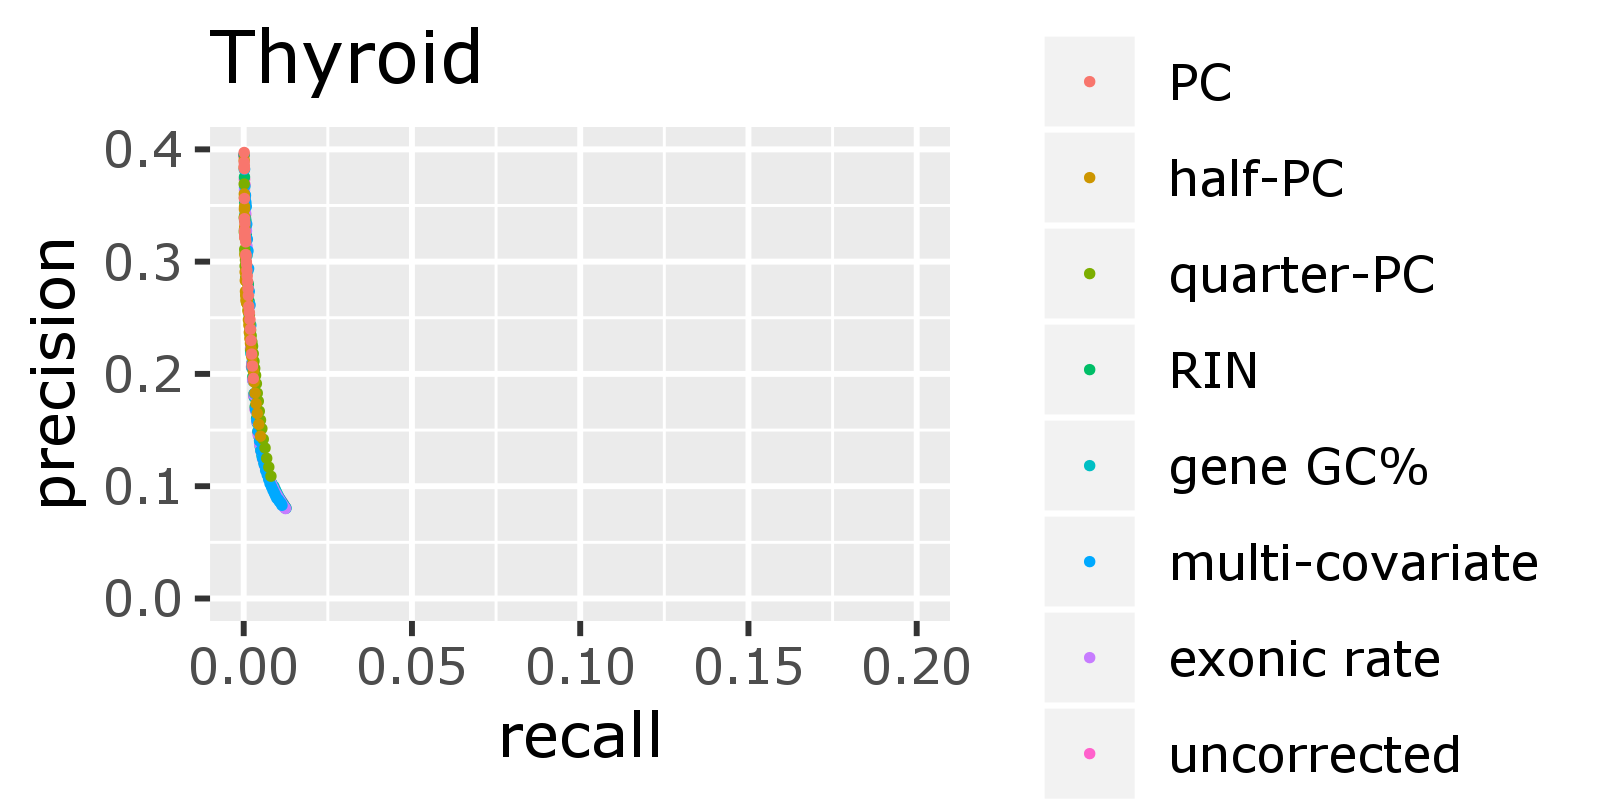 Thyroid
0.4
0.3
0.2
0.1
0.0
precision
0.00 0.05 0.10 0.15 0.20
recall
PC
half-PC
quarter-PC
RIN
gene GC%
multi-covariate
exonic rate
uncorrected